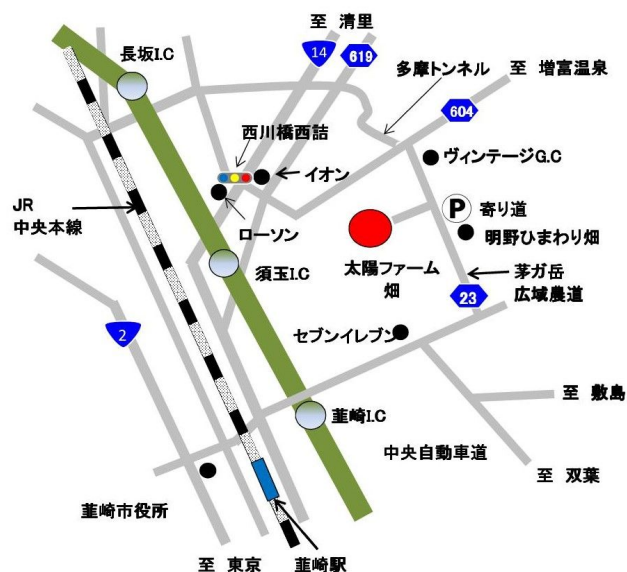 至 清里
長坂I.C
14
619
多摩トンネル
至 増富温泉
604
西川橋西詰
イオン
ヴィンテージG.C
JR
中央本線
ローソン
P
寄り道
明野ひまわり畑
須玉I.C
太陽ファーム
畑
茅ガ岳
広域農道
23
2
セブンイレブン
至 敷島
韮崎I.C
中央自動車道
至 双葉
韮崎市役所
至 東京
韮崎駅